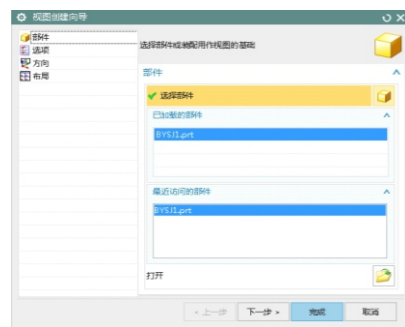 视图创建向导
部件
选项
方向
布局
选择部件或装配用作视图的基础
部件
选择部件
已加载的部件
BYSJ1.prt
最近访问的部件
BYSJ1.prt
打开
< 上一步
下一步 >
完成
取消